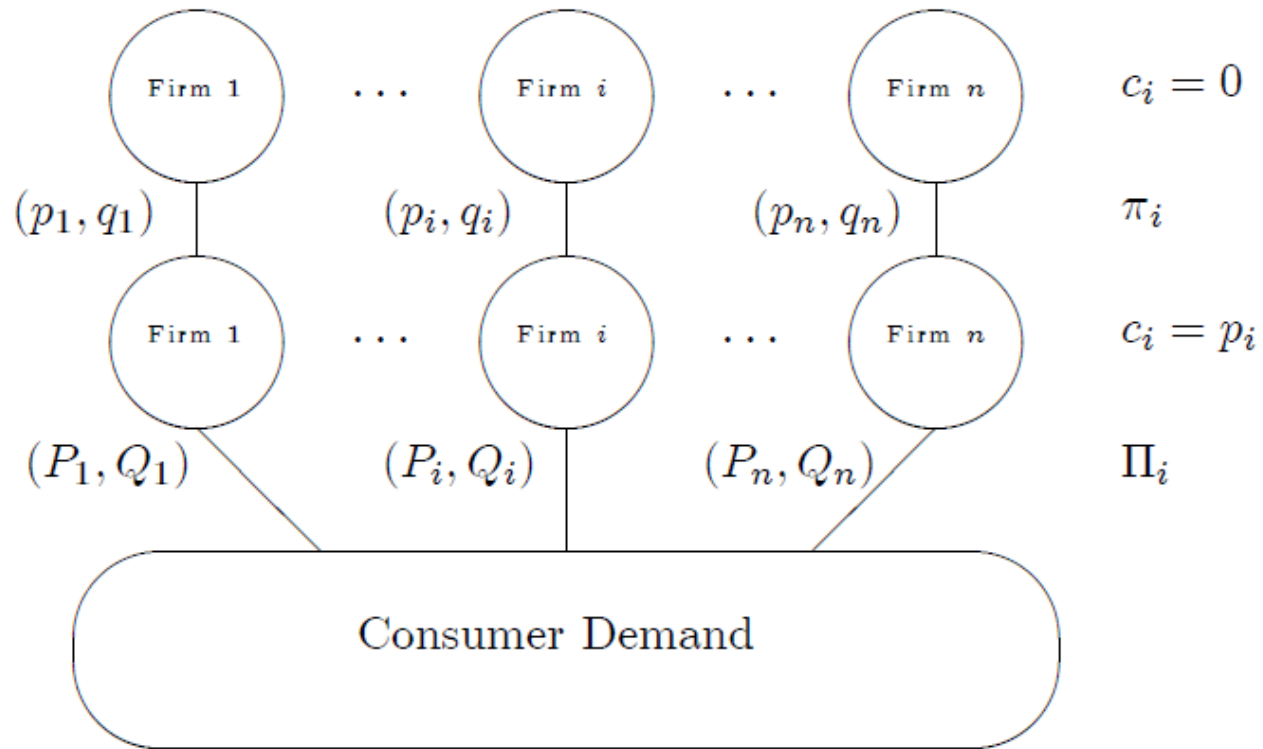 Firm 1 ... Firm i ... Firm n c_i = 0
(p_1, q_1) (p_i, q_i) (p_n, q_n) π_i
Firm 1 ... Firm i ... Firm n c_i = p_i
(P_1, Q_1) (P_i, Q_i) (P_n, Q_n) Π_i
Consumer Demand